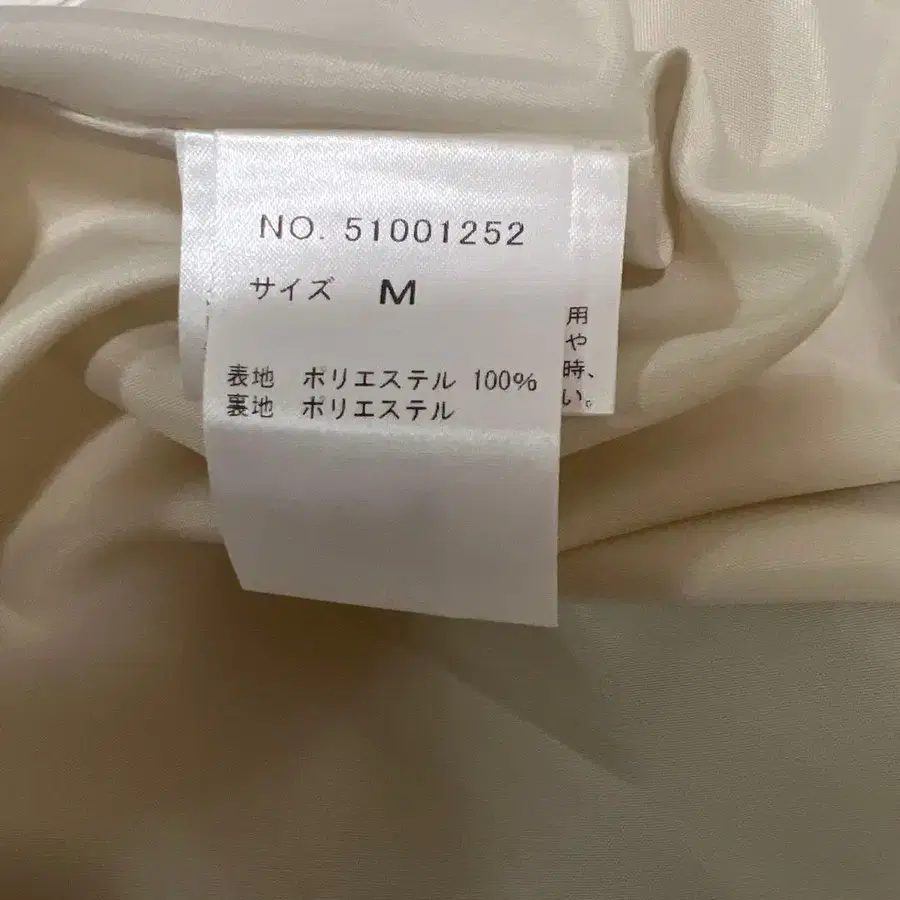 NO. 51001252
サイズ M
表地 ポリエステル 100%
裏地 ポリエステル
用
や
時、
い。